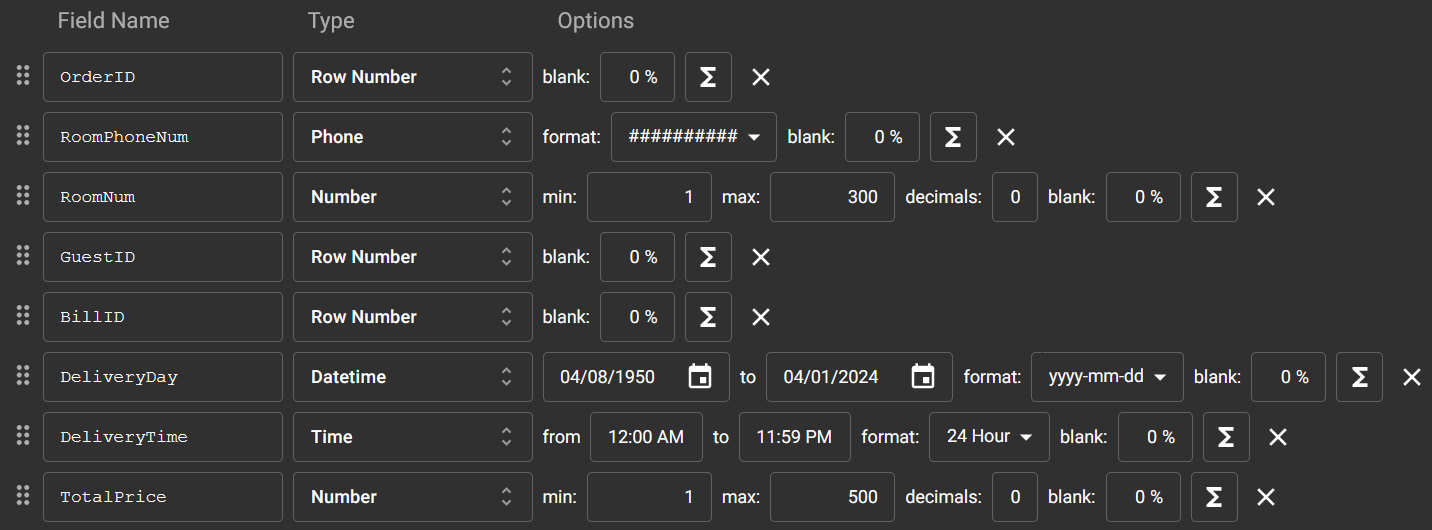 Field Name Type Options
OrderID Row Number blank: 0 % Σ
RoomPhoneNum Phone format: ########## blank: 0 % Σ
RoomNum Number min: 1 max: 300 decimals: 0 blank: 0 % Σ
GuestID Row Number blank: 0 % Σ
BillID Row Number blank: 0 % Σ
DeliveryDay Datetime 04/08/1950 to 04/01/2024 format: yyyy-mm-dd blank: 0 % Σ
DeliveryTime Time from 12:00 AM to 11:59 PM format: 24 Hour blank: 0 % Σ
TotalPrice Number min: 1 max: 500 decimals: 0 blank: 0 % Σ